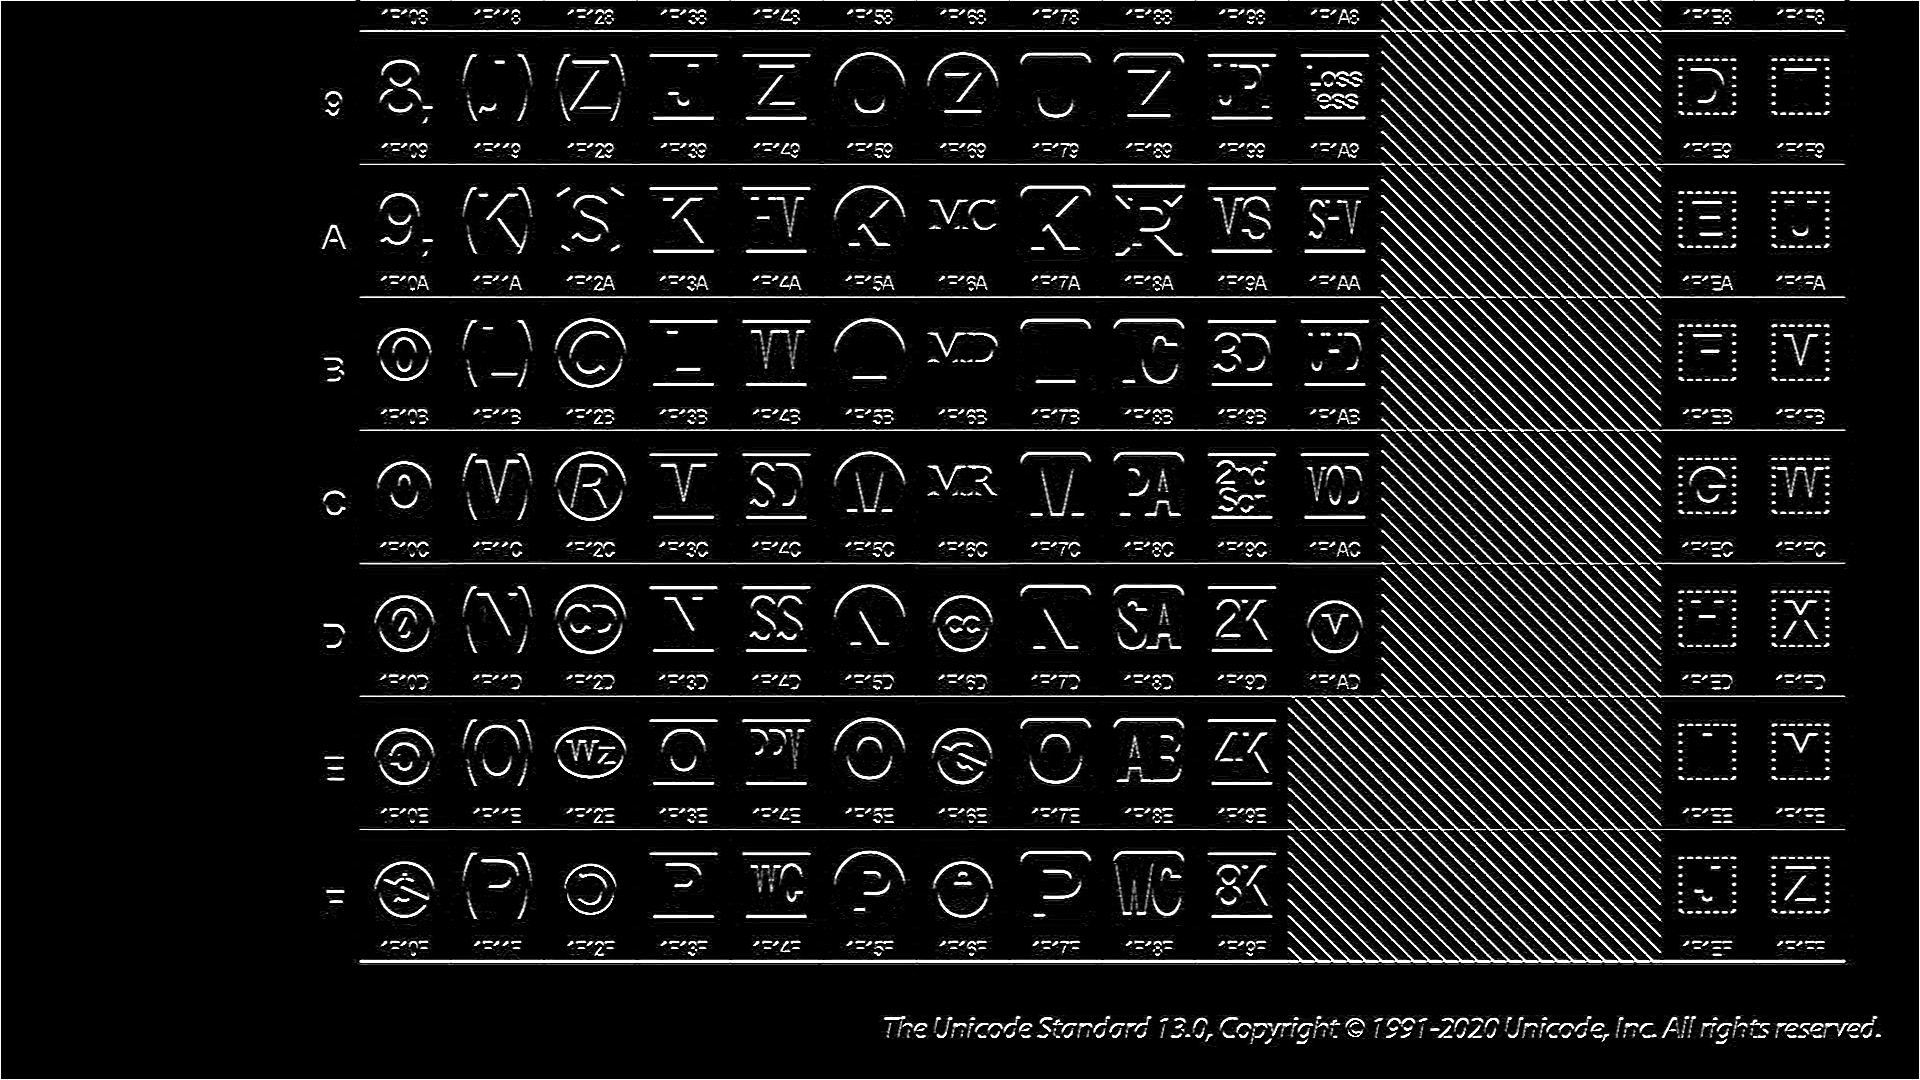 1F108 1F118 1F128 1F138 1F148 1F158 1F168 1F178 1F188 1F198 1F1A8 1F1E8 1F1F8
9 8, (J) (Z) J Z J Z J Z UP! Lossless D T
1F109 1F119 1F129 1F139 1F149 1F159 1F169 1F179 1F189 1F199 1F1A9 1F1E9 1F1F9
A 9, (K) S K HV K MC K R VS SHV E U
1F10A 1F11A 1F12A 1F13A 1F14A 1F15A 1F16A 1F17A 1F18A 1F19A 1F1AA 1F1EA 1F1FA
B 0 (L) C L MV L MD L IC 3D UHD F V
1F10B 1F11B 1F12B 1F13B 1F14B 1F15B 1F16B 1F17B 1F18B 1F19B 1F1AB 1F1EB 1F1FB
C 0 (M) R M SD M MR M PA 2nd Scr VOD G W
1F10C 1F11C 1F12C 1F13C 1F14C 1F15C 1F16C 1F17C 1F18C 1F19C 1F1AC 1F1EC 1F1FC
D 0 (N) CD N SS N cc N SA 2K M H X
1F10D 1F11D 1F12D 1F13D 1F14D 1F15D 1F16D 1F17D 1F18D 1F19D 1F1AD 1F1ED 1F1FD
E (O) Wz O PPV O O AB 4K I Y
1F10E 1F11E 1F12E 1F13E 1F14E 1F15E 1F16E 1F17E 1F18E 1F19E 1F1EE 1F1FE
F $ (P) P WC P P WC 8K J Z
1F10F 1F11F 1F12F 1F13F 1F14F 1F15F 1F16F 1F17F 1F18F 1F19F 1F1EF 1F1FF
The Unicode Standard 13.0, Copyright © 1991-2020 Unicode, Inc. All rights reserved.